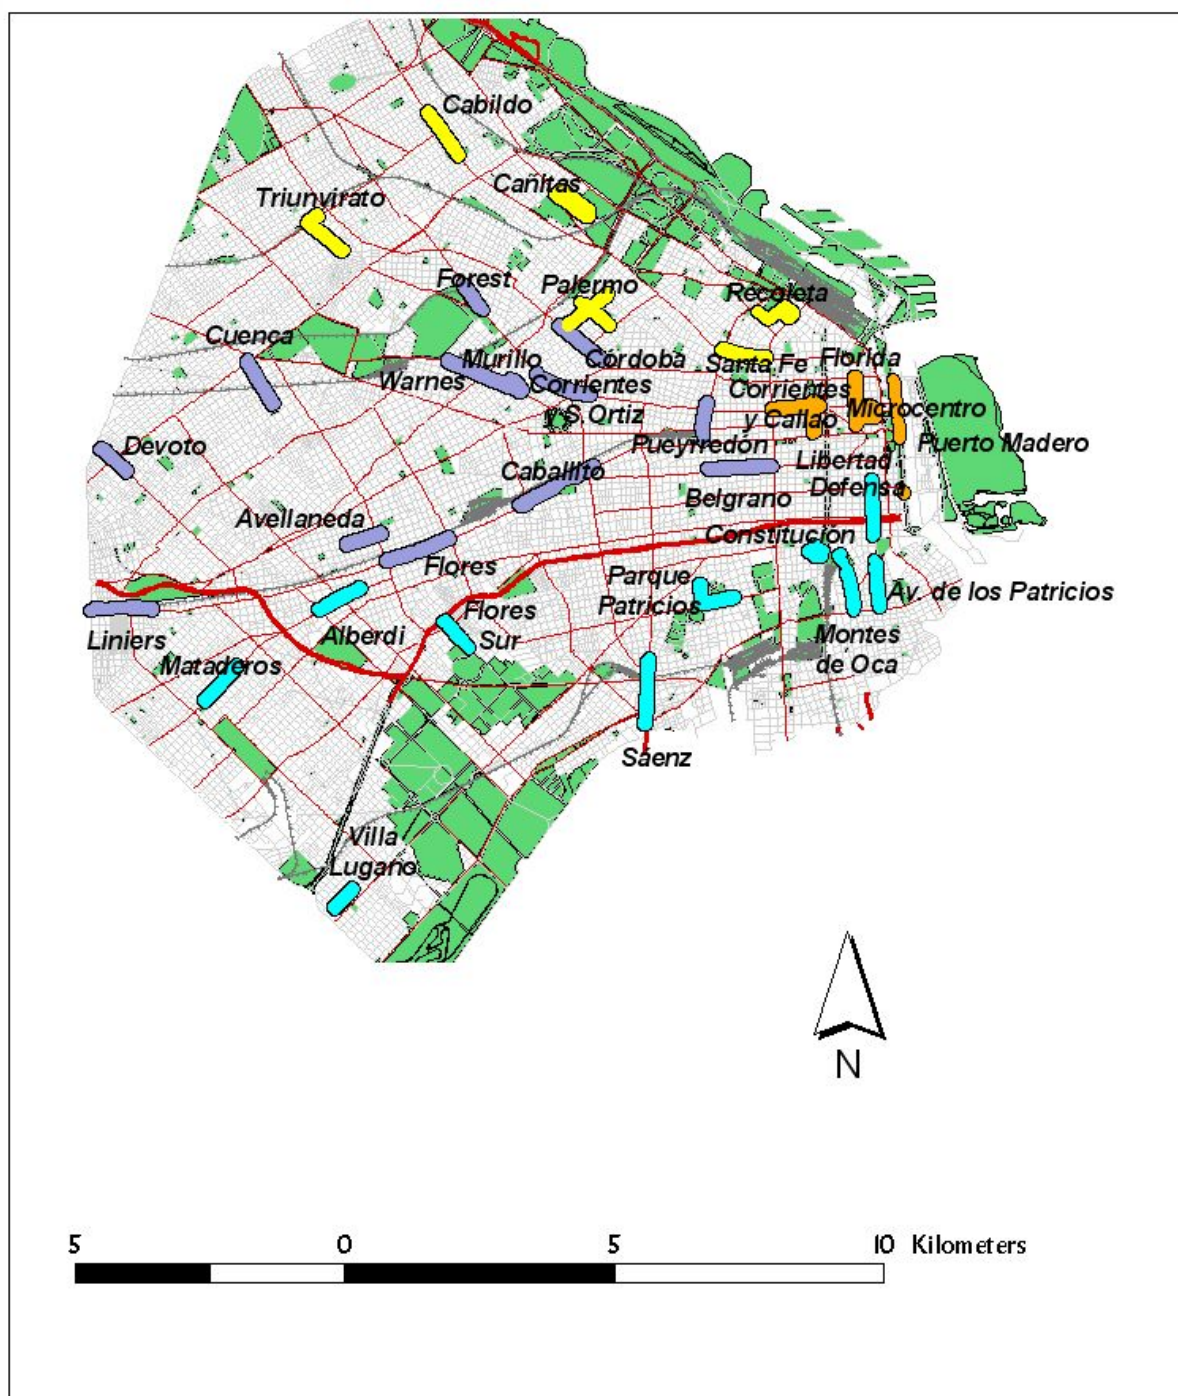 Cabildo
Cañitas
Triunvirato
Forest
Palermo
Recoleta
Cuenca
Murillo
Córdoba
Santa Fe
Florida
Warnes
Corrientes
y S Ortiz
Corrientes
y Callao
Microcentro
Devoto
Pueyrredón
Puerto Madero
Caballito
Libertad
Belgrano
Defensa
Avellaneda
Constitución
Flores
Parque
Patricios
Av. de los Patricios
Liniers
Alberdi
Flores
Sur
Montes
de Oca
Mataderos
Sáenz
Villa
Lugano
N
5 0 5 10 Kilometers